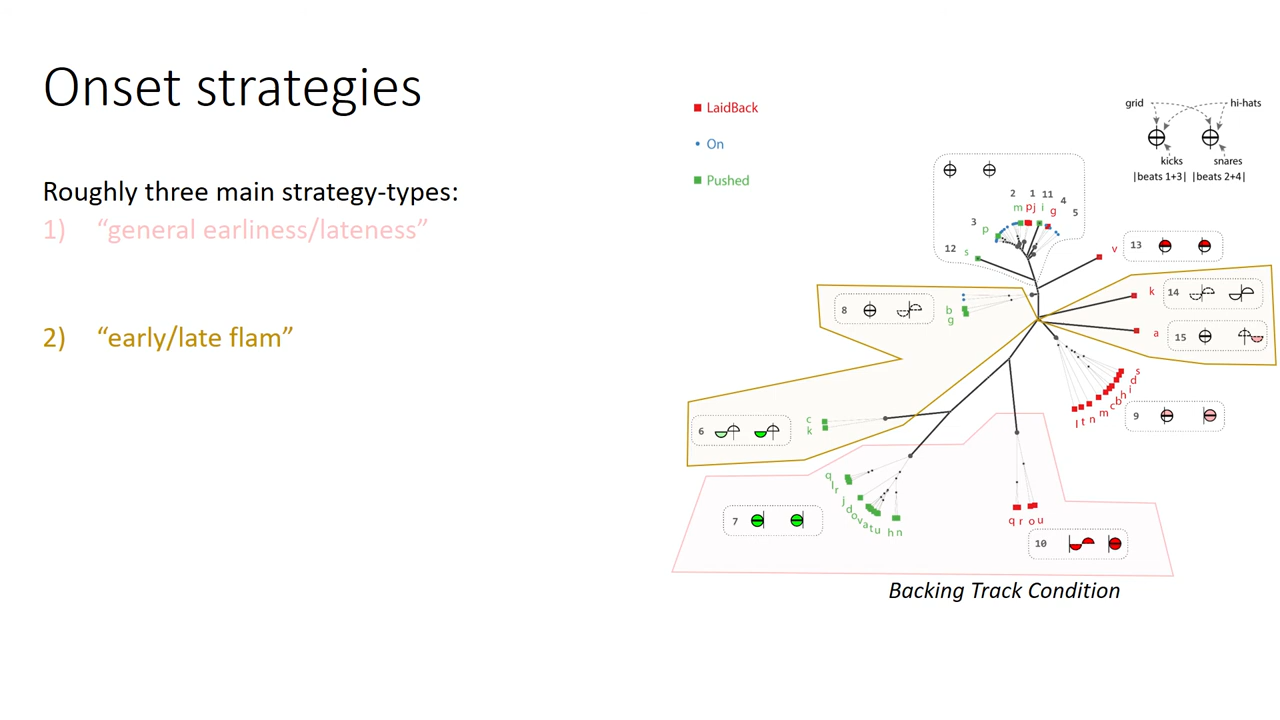 Onset strategies
Roughly three main strategy-types:
1) “general earliness/lateness”
2) “early/late flam”
LaidBack
On
Pushed
grid hi-hats
kicks snares
|beats 1+3| |beats 2+4|
2 1 11 4 5
m p j i g
3 p
12 s
v 13
k 14
a 15
8 b
g
s
d
i
h
b
c
m
n
t
l
9
6 c
k
q
l r
j
d
o
v
a
t u
h n
7
q r o u
10
Backing Track Condition